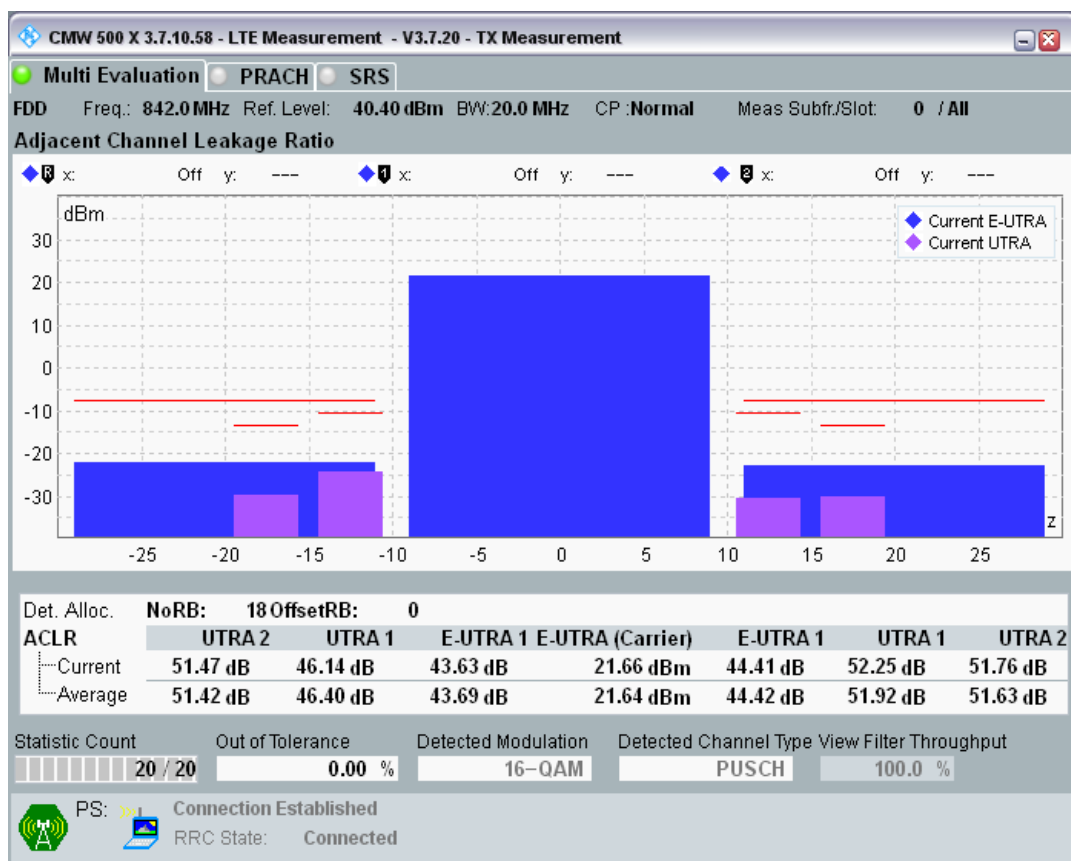 CMW 500 X 3.7.10.58 - LTE Measurement - V3.7.20 - TX Measurement
Multi Evaluation PRACH SRS
FDD Freq.: 842.0 MHz Ref. Level: 40.40 dBm BW: 20.0 MHz CP : Normal Meas Subfr./Slot: 0 / All
Adjacent Channel Leakage Ratio
R x: Off y: --- 1 x: Off y: --- 2 x: Off y: ---
dBm
Current E-UTRA
Current UTRA
30
20
10
0
-10
-20
-30
z
-25 -20 -15 -10 -5 0 5 10 15 20 25
Det. Alloc. NoRB: 18 OffsetRB: 0
ACLR UTRA 2 UTRA 1 E-UTRA 1 E-UTRA (Carrier) E-UTRA 1 UTRA 1 UTRA 2
Current 51.47 dB 46.14 dB 43.63 dB 21.66 dBm 44.41 dB 52.25 dB 51.76 dB
Average 51.42 dB 46.40 dB 43.69 dB 21.64 dBm 44.42 dB 51.92 dB 51.63 dB
Statistic Count Out of Tolerance Detected Modulation Detected Channel Type View Filter Throughput
20 / 20 0.00 % 16-QAM PUSCH 100.0 %
PS: Connection Established
RRC State: Connected